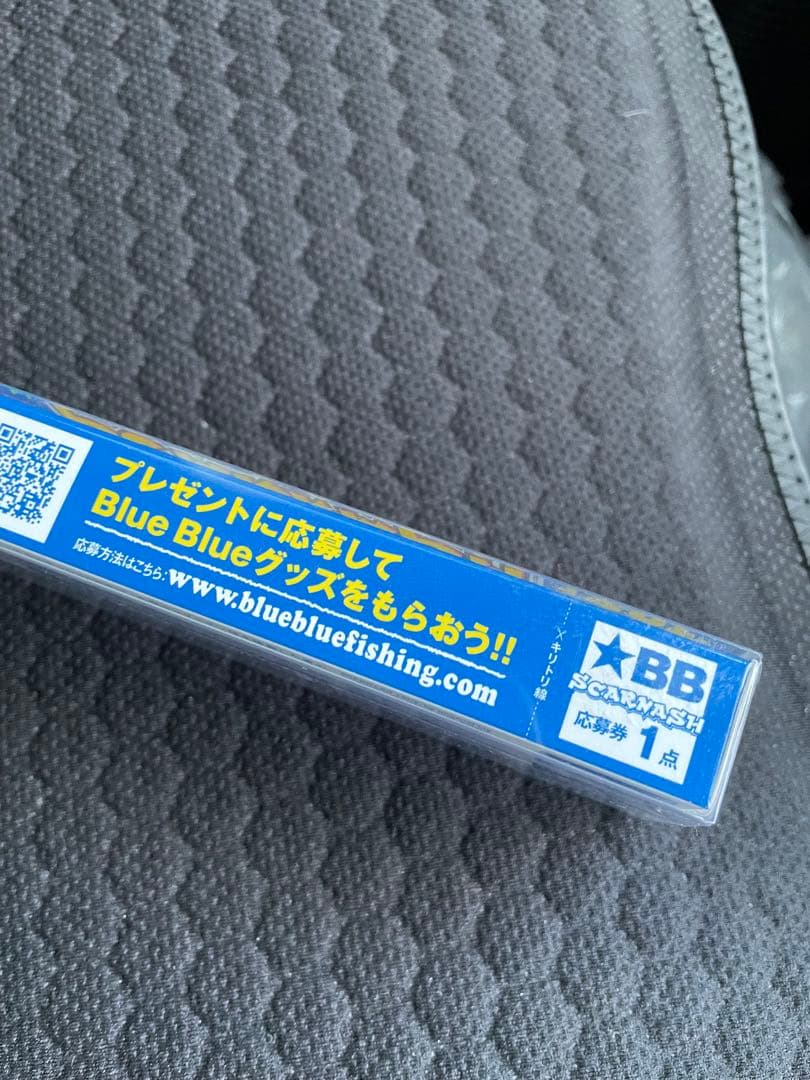 プレゼントに応募して
Blue Blueグッズをもらおう!!
応募方法はこちら:www.bluebluefishing.com
×キリトリ線
★BB
SCARNASH
応募券 1点